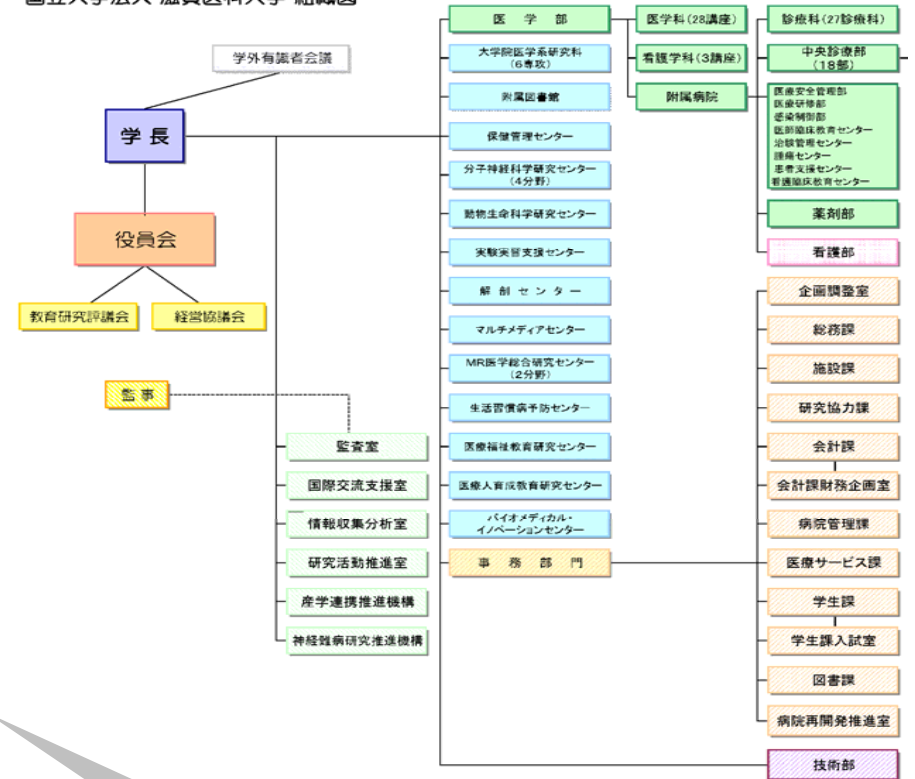 国立大学法人 滋賀医科大学 組織図
学外有識者会議
学長
役員会
教育研究評議会
経営協議会
監事
監査室
国際交流支援室
情報収集分析室
研究活動推進室
産学連携推進機構
神経難病研究推進機構
医学部
大学院医学系研究科
(6専攻)
附属図書館
保健管理センター
分子神経科学研究センター
(4分野)
動物生命科学研究センター
実験実習支援センター
解剖センター
マルチメディアセンター
MR医学総合研究センター
(2分野)
生活習慣病予防センター
医療福祉教育研究センター
医療人育成教育研究センター
バイオメディカル・
イノベーションセンター
事務部門
医学科(28講座)
看護学科(3講座)
附属病院
診療科(27診療科)
中央診療部
(18部)
医療安全管理部
医療研修部
感染制御部
医師臨床教育センター
治験管理センター
腫瘍センター
患者支援センター
看護臨床教育センター
薬剤部
看護部
企画調整室
総務課
施設課
研究協力課
会計課
会計課財務企画室
病院管理課
医療サービス課
学生課
学生課入試室
図書課
病院再開発推進室
技術部